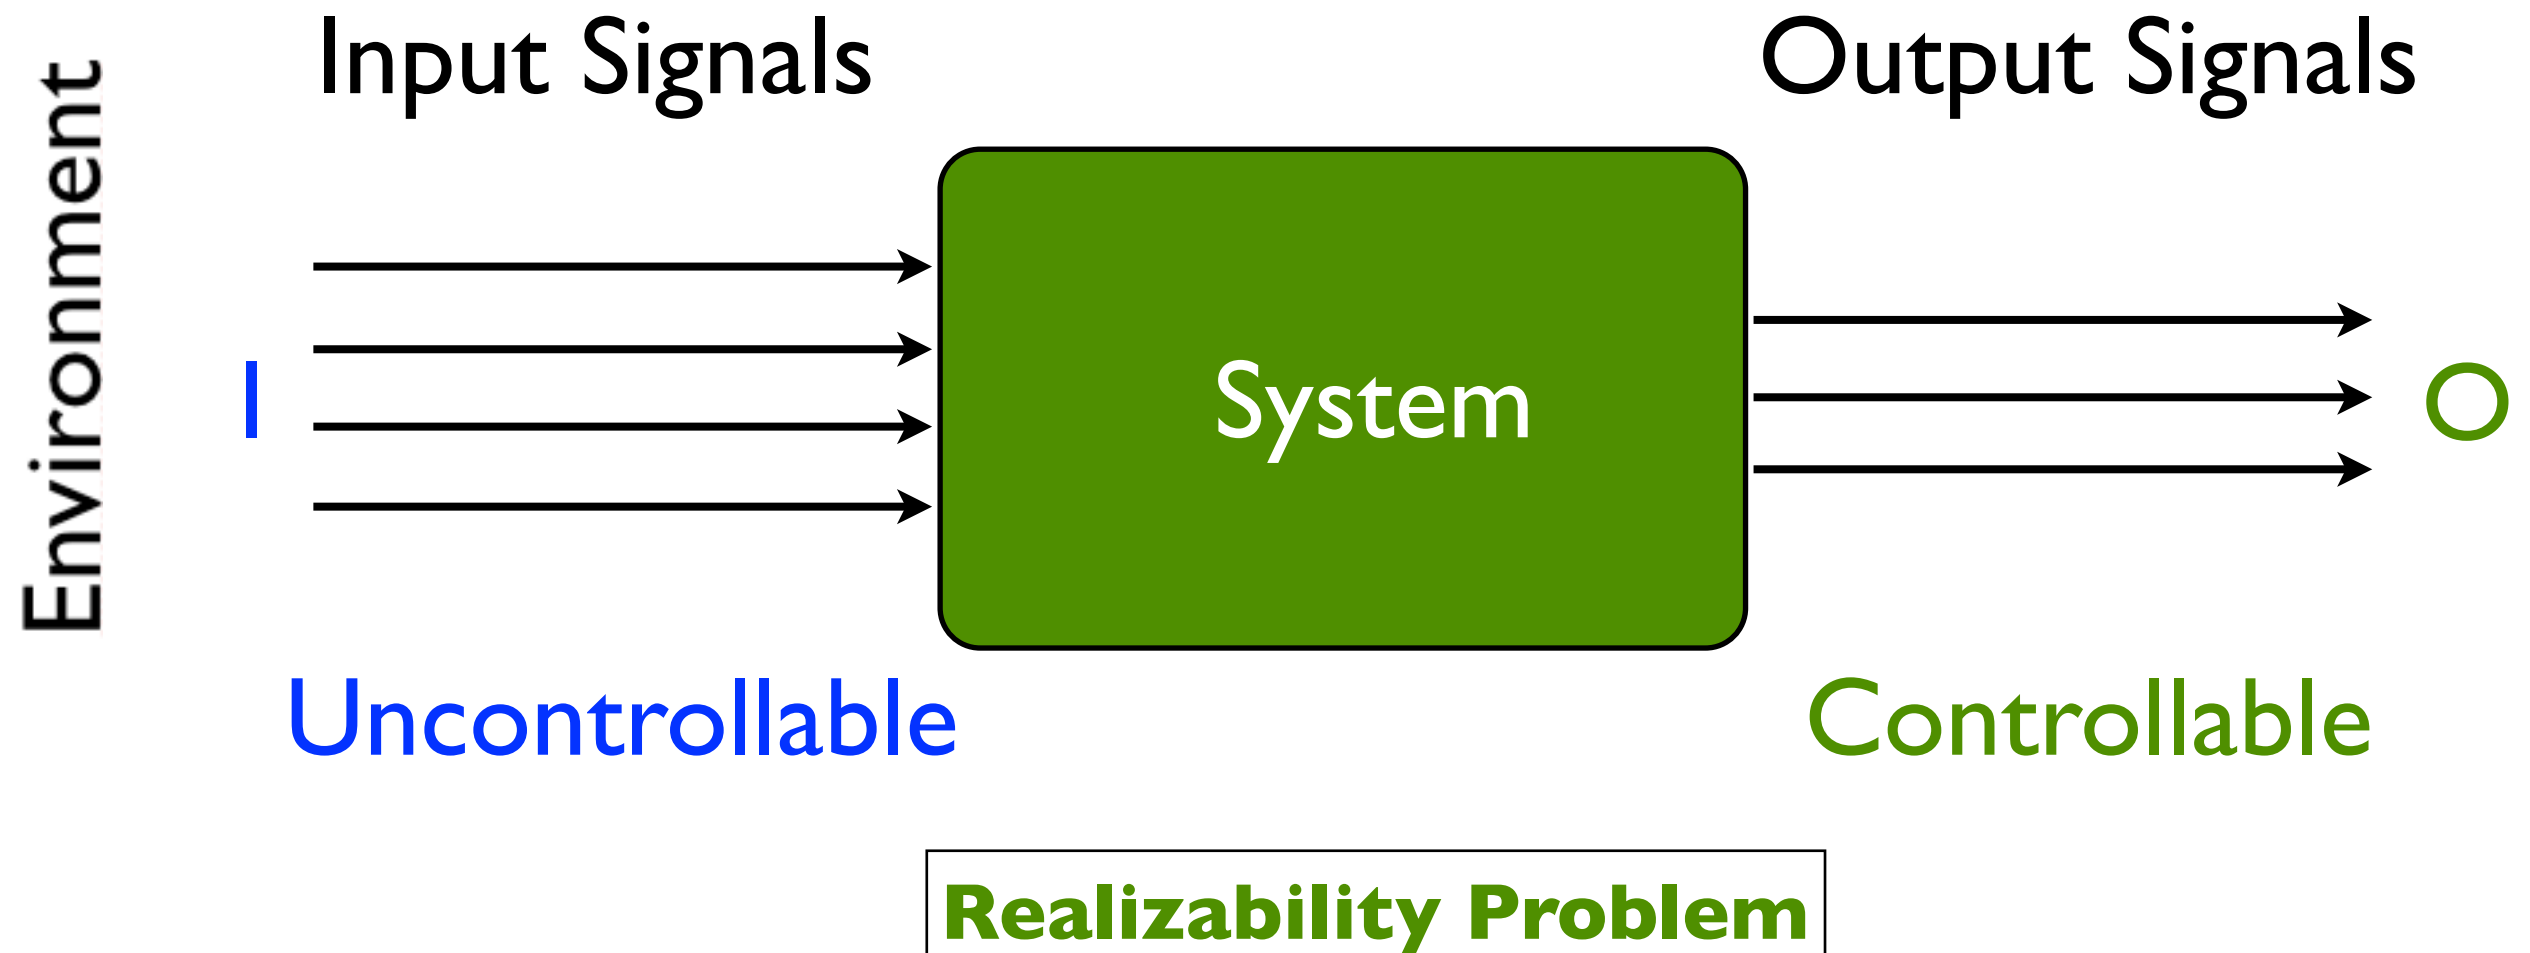 Environment
Input Signals
Output Signals
I
System
O
Uncontrollable
Controllable
Realizability Problem